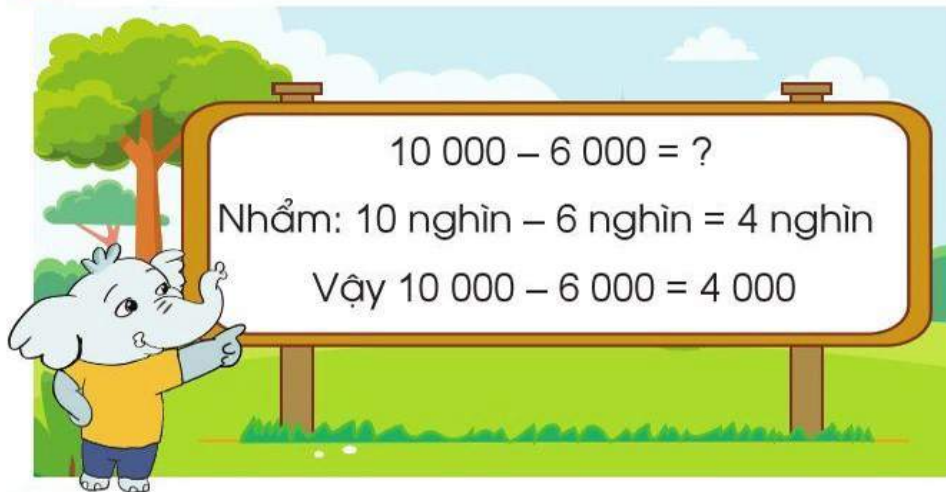 10 000 – 6 000 = ?
Nhẩm: 10 nghìn – 6 nghìn = 4 nghìn
Vậy 10 000 – 6 000 = 4 000